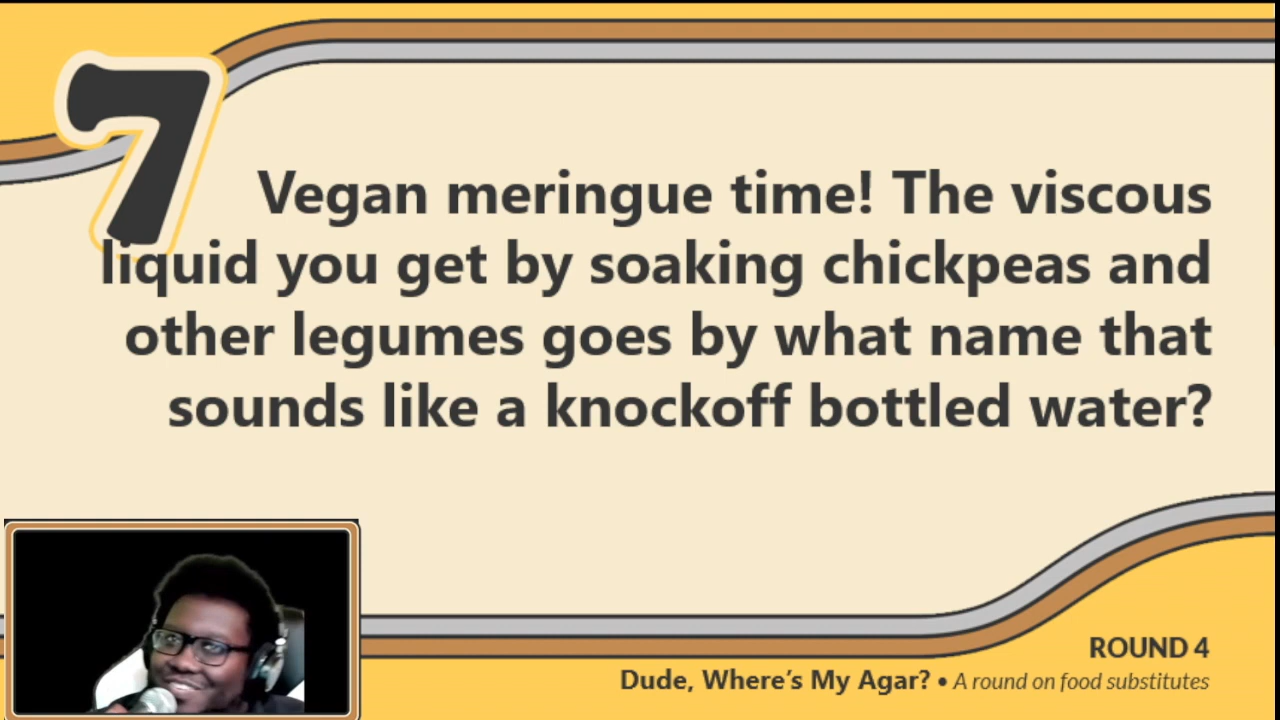 7
Vegan meringue time! The viscous
liquid you get by soaking chickpeas and
other legumes goes by what name that
sounds like a knockoff bottled water?
ROUND 4
Dude, Where's My Agar? • A round on food substitutes